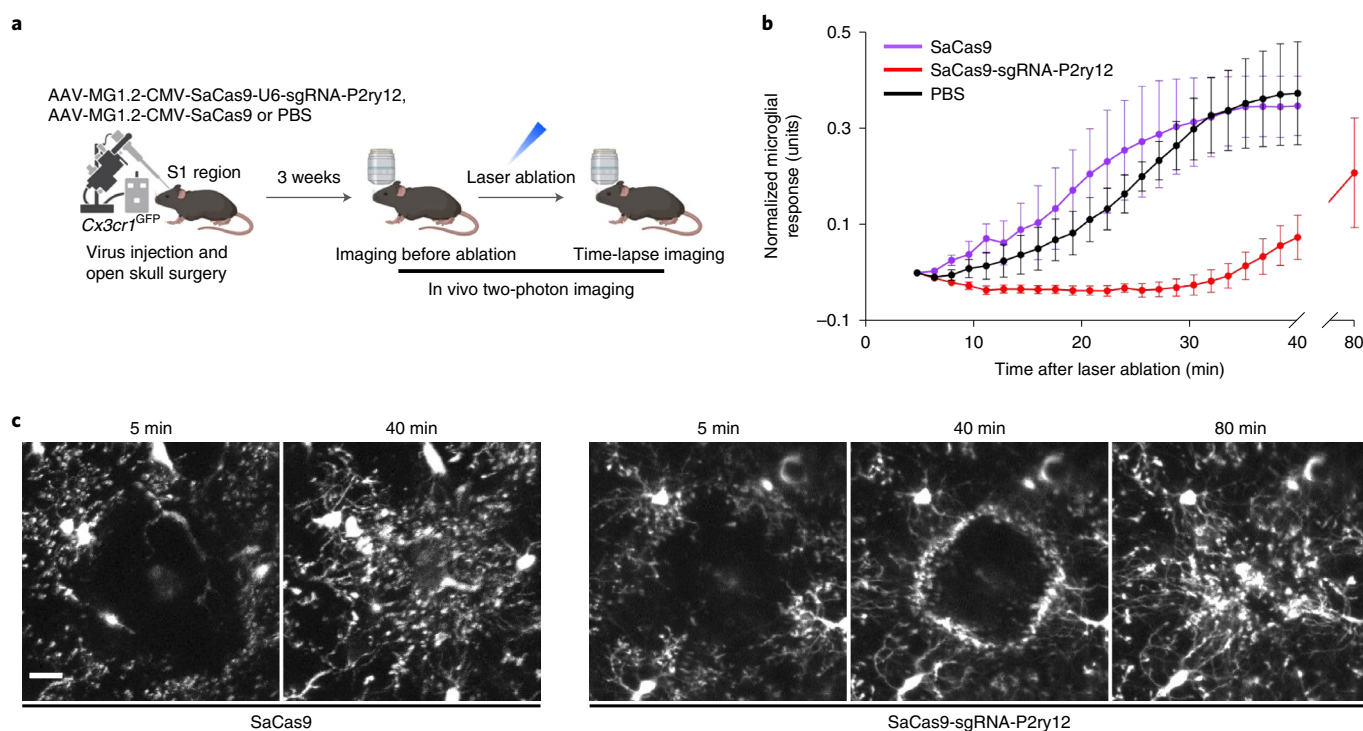 a
AAV-MG1.2-CMV-SaCas9-U6-sgRNA-P2ry12,
AAV-MG1.2-CMV-SaCas9 or PBS
S1 region
3 weeks
Laser ablation
Cx3cr1GFP
Virus injection and
open skull surgery
Imaging before ablation
Time-lapse imaging
In vivo two-photon imaging
b
Normalized microglial
response (units)
0.5
0.3
0.1
–0.1
SaCas9
SaCas9-sgRNA-P2ry12
PBS
0
10
20
30
40
80
Time after laser ablation (min)
c
5 min
40 min
5 min
40 min
80 min
SaCas9
SaCas9-sgRNA-P2ry12